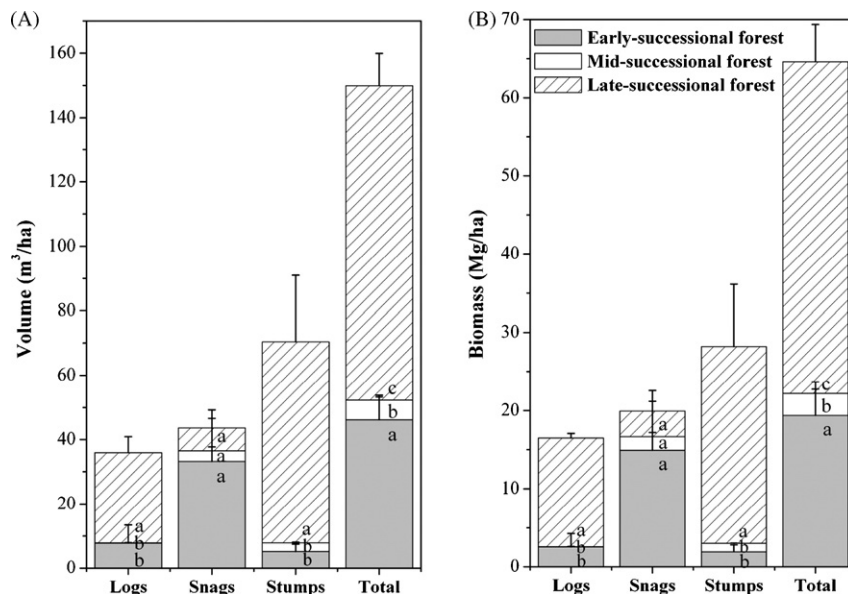 (A)
Volume (m³/ha)
160
140
120
100
80
60
40
20
0
a
b
b
a
a
a
a
b
b
c
b
a
Logs Snags Stumps Total
(B)
Early-successional forest
Mid-successional forest
Late-successional forest
Biomass (Mg/ha)
70
60
50
40
30
20
10
0
a
b
b
a
a
a
a
b
b
c
b
a
Logs Snags Stumps Total